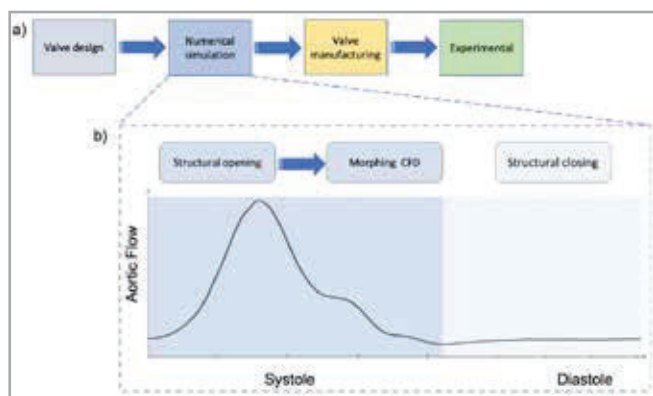 a)
Valve design
Numerical
simulation
Valve
manufacturing
Experimental
b)
Structural opening
Morphing CFD
Structural closing
Aortic Flow
Systole
Diastole